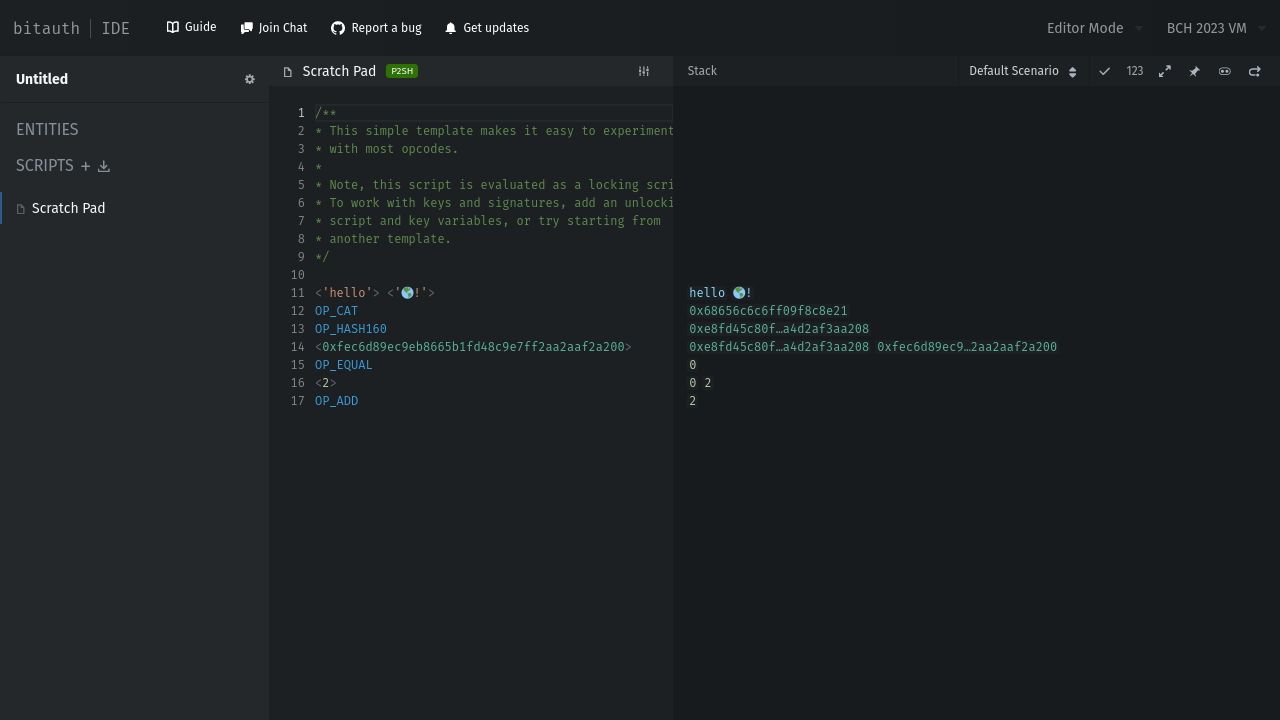 bitauth | IDE
Guide
Join Chat
Report a bug
Get updates
Editor Mode
BCH 2023 VM
Untitled
ENTITIES
SCRIPTS
Scratch Pad
Scratch Pad P2SH
1 /**
2 * This simple template makes it easy to experiment
3 * with most opcodes.
4 *
5 * Note, this script is evaluated as a locking scri
6 * To work with keys and signatures, add an unlocki
7 * script and key variables, or try starting from
8 * another template.
9 */
10
11 <'hello'> <'🌎!'>
12 OP_CAT
13 OP_HASH160
14 <0xfec6d89ec9eb8665b1fd48c9e7ff2aa2aaf2a200>
15 OP_EQUAL
16 <2>
17 OP_ADD
Stack
Default Scenario
123
hello 🌎!
0x68656c6c6ff09f8c8e21
0xe8fd45c80f…a4d2af3aa208
0xe8fd45c80f…a4d2af3aa208 0xfec6d89ec9…2aa2aaf2a200
0
0 2
2